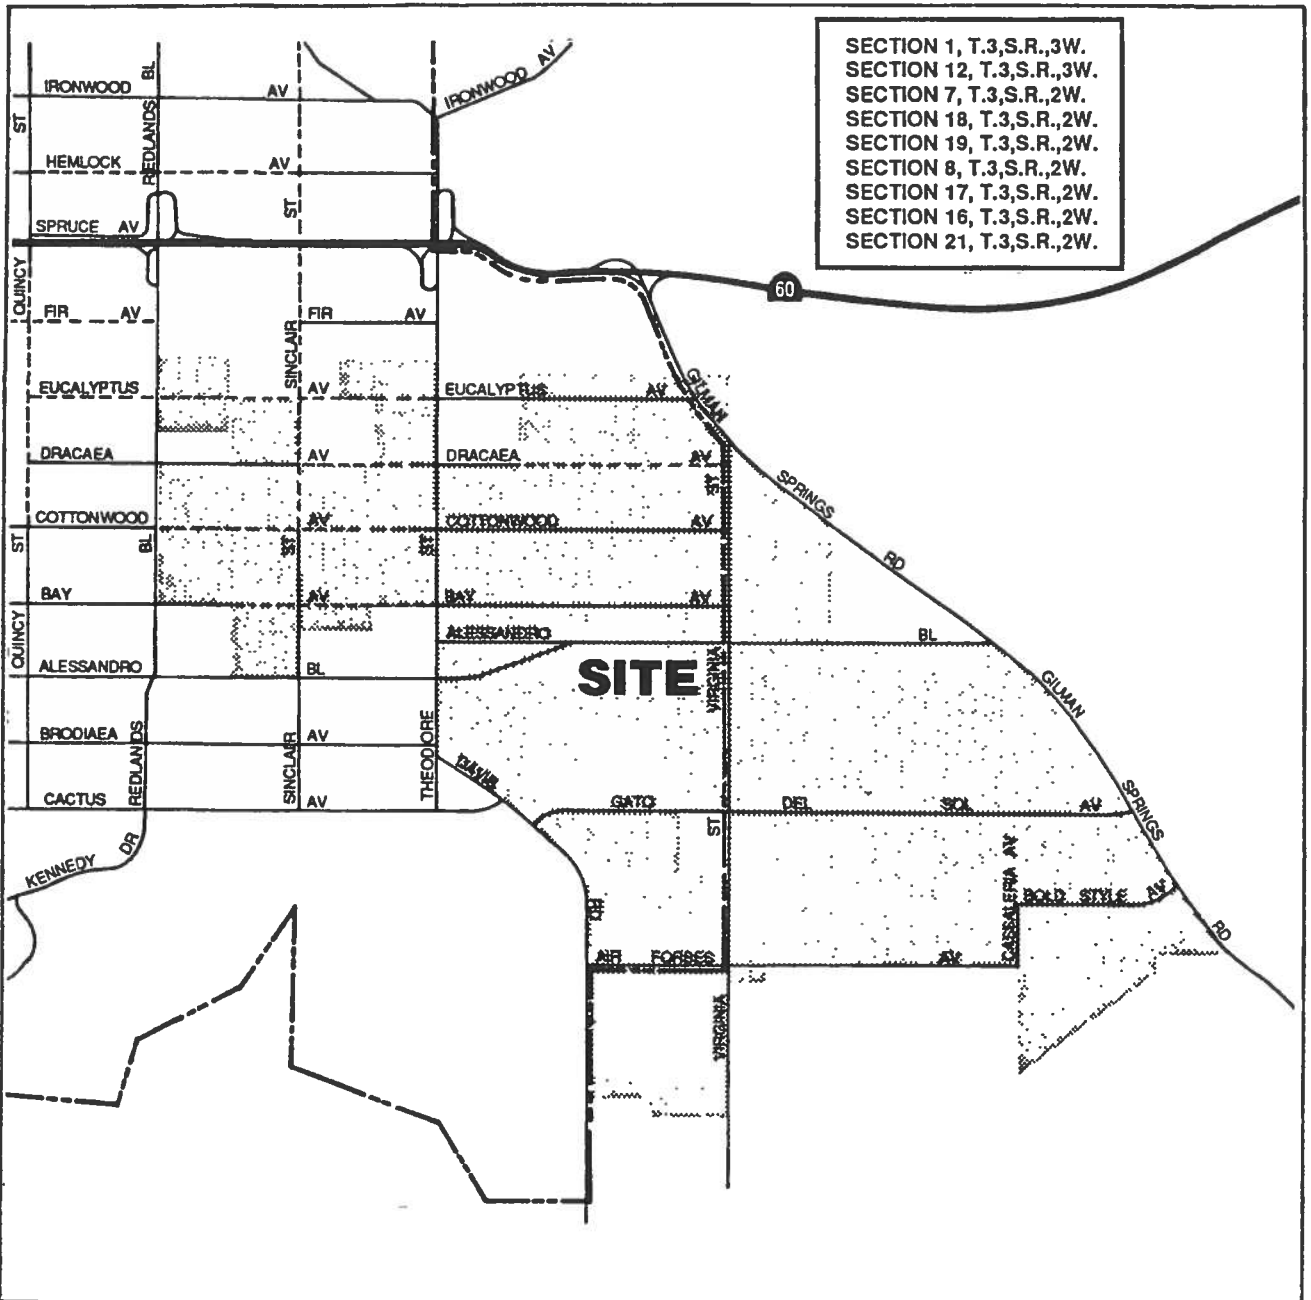 SECTION 1, T.3,S.R.,3W.
SECTION 12, T.3,S.R.,3W.
SECTION 7, T.3,S.R.,2W.
SECTION 18, T.3,S.R.,2W.
SECTION 19, T.3,S.R.,2W.
SECTION 8, T.3,S.R.,2W.
SECTION 17, T.3,S.R.,2W.
SECTION 16, T.3,S.R.,2W.
SECTION 21, T.3,S.R.,2W.
IRONWOOD AV
IRONWOOD AV
ST
REDLANDS BL
HEMLOCK AV
ST
SPRUCE AV
QUINCY
60
FIR AV
FIR AV
SINCLAIR
EUCALYPTUS AV
EUCALYPTUS AV
GILMAN
DRACAEA AV
DRACAEA AV
ST
SPRINGS
COTTONWOOD AV
COTTONWOOD AV
ST
BL
ST
ST
RD
BAY AV
BAY AV
QUINCY
ALESSANDRO BL
ALESSANDRO BL
SITE
VIRGINIA
GILMAN
BRODIAEA AV
REDLANDS
SINCLAIR
THEODORE
DAVIS
CACTUS AV
GATO DEL SOL AV
SPRINGS
ST
KENNEDY DR
CASSALERIA AV
BOLD STYLE AV
RD
RD
AIR FORBES AV
VIRGINIA